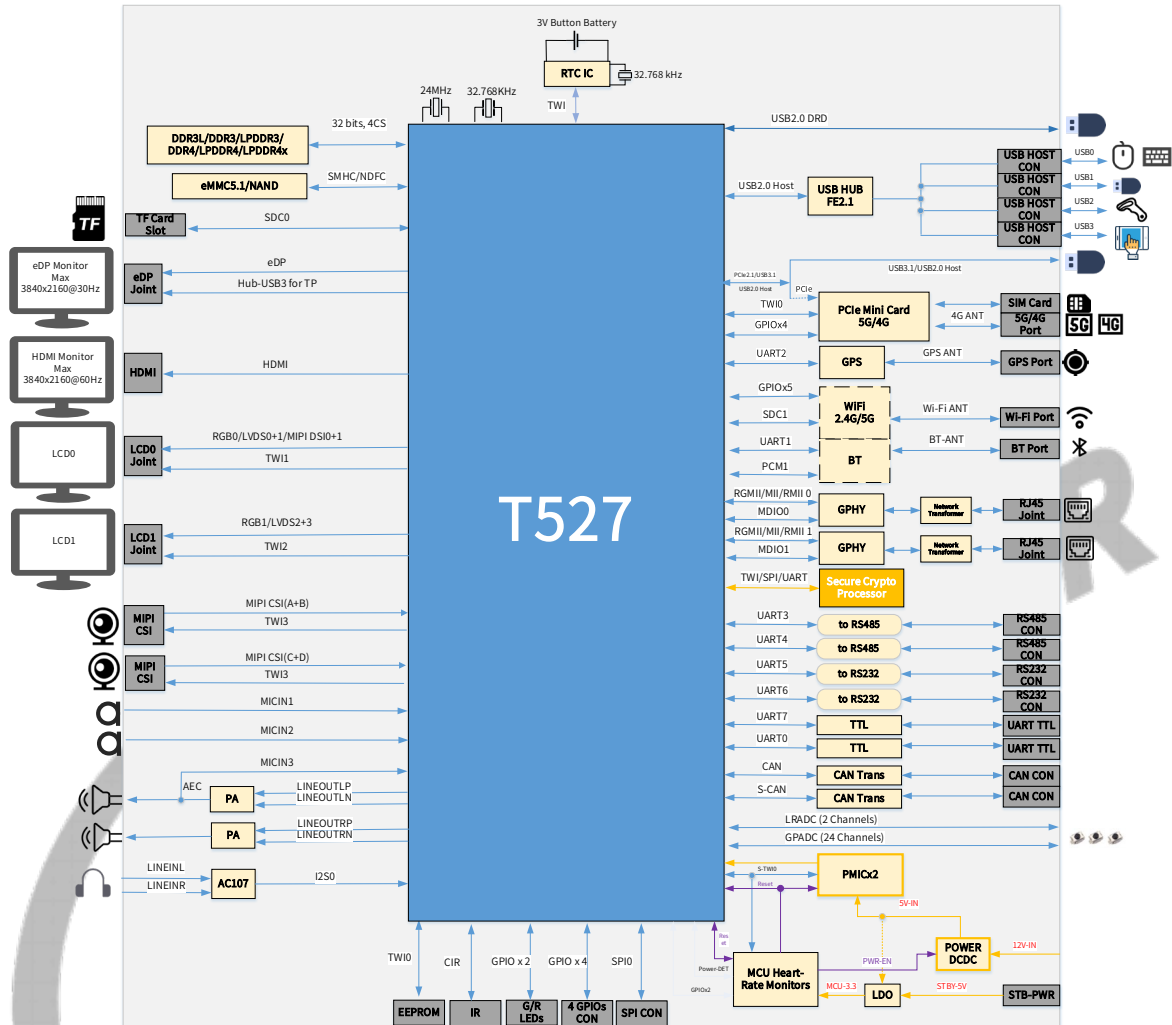 3V Button Battery
RTC IC
32.768 kHz
24MHz
32.768KHz
TWI
32 bits, 4CS
DDR3L/DDR3/LPDDR3/
DDR4/LPDDR4/LPDDR4x
SMHC/NDFC
eMMC5.1/NAND
TF
TF Card
Slot
SDC0
eDP Monitor
Max
3840x2160@30Hz
eDP
Joint
eDP
Hub-USB3 for TP
HDMI Monitor
Max
3840x2160@60Hz
HDMI
HDMI
LCD0
LCD0
Joint
RGB0/LVDS0+1/MIPI DSI0+1
TWI1
LCD1
LCD1
Joint
RGB1/LVDS2+3
TWI2
MIPI
CSI
MIPI CSI(A+B)
TWI3
MIPI
CSI
MIPI CSI(C+D)
TWI3
MICIN1
MICIN2
MICIN3
AEC
PA
LINEOUTLP
LINEOUTLN
PA
LINEOUTRP
LINEOUTRN
LINEINL
LINEINR
AC107
I2S0
T527
USB2.0 DRD
USB2.0 Host
USB HUB
FE2.1
USB HOST
CON
USB0
USB HOST
CON
USB1
USB HOST
CON
USB2
USB HOST
CON
USB3
PCIe2.1/USB3.1
USB2.0 Host
USB3.1/USB2.0 Host
PCIe
TWI0
GPIOx4
PCIe Mini Card
5G/4G
4G ANT
SIM Card
5G/4G
Port
5G
4G
UART2
GPS
GPS ANT
GPS Port
GPIOx5
SDC1
WiFi
2.4G/5G
Wi-Fi ANT
Wi-Fi Port
UART1
PCM1
BT
BT-ANT
BT Port
RGMII/MII/RMII 0
MDIO0
GPHY
Network
Transformer
RJ45
Joint
RGMII/MII/RMII 1
MDIO1
GPHY
Network
Transformer
RJ45
Joint
TWI/SPI/UART
Secure Crypto
Processor
UART3
to RS485
RS485
CON
UART4
to RS485
RS485
CON
UART5
to RS232
RS232
CON
UART6
to RS232
RS232
CON
UART7
TTL
UART TTL
UART0
TTL
UART TTL
CAN
CAN Trans
CAN CON
S-CAN
CAN Trans
CAN CON
LRADC (2 Channels)
GPADC (24 Channels)
S-TWI0
Reset
PMICx2
5V-IN
12V-IN
POWER
DCDC
PWR-EN
Res
et
Power-DET
GPIOx2
MCU Heart-
Rate Monitors
MCU-3.3
LDO
STBY-5V
STB-PWR
TWI0
CIR
GPIO x 2
GPIO x 4
SPI0
EEPROM
IR
G/R
LEDs
4 GPIOs
CON
SPI CON